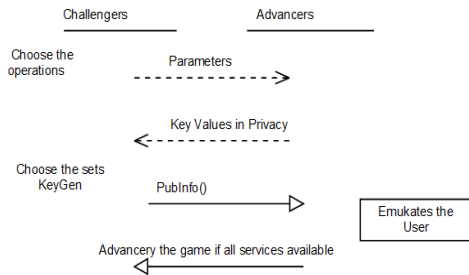 Challengers
Advancers
Choose the
operations
Parameters
Key Values in Privacy
Choose the sets
KeyGen
PubInfo()
Emukates the
User
Advancery the game if all services available